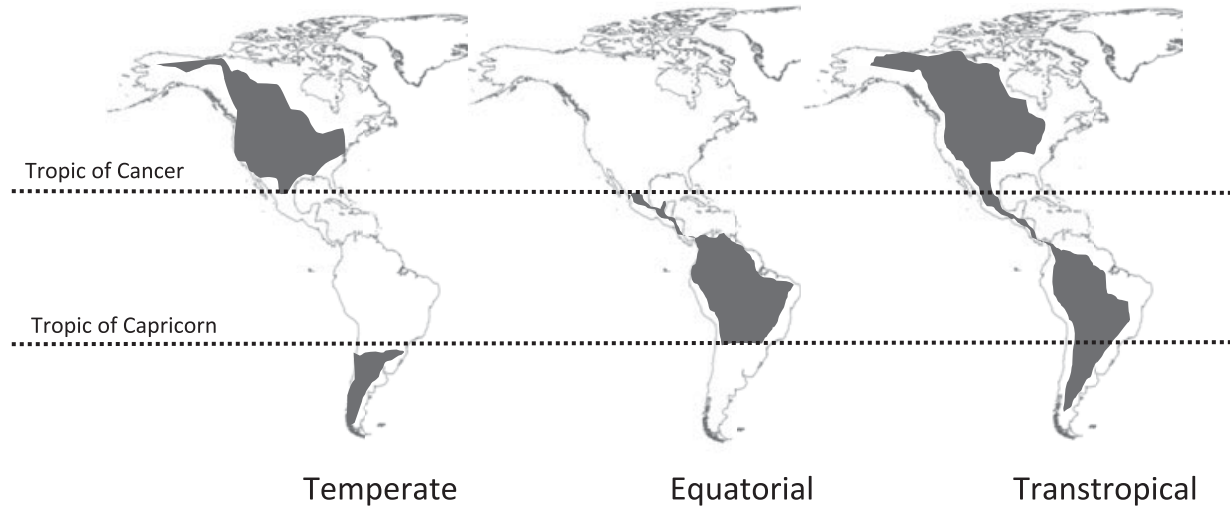 Tropic of Cancer
Tropic of Capricorn
Temperate
Equatorial
Transtropical